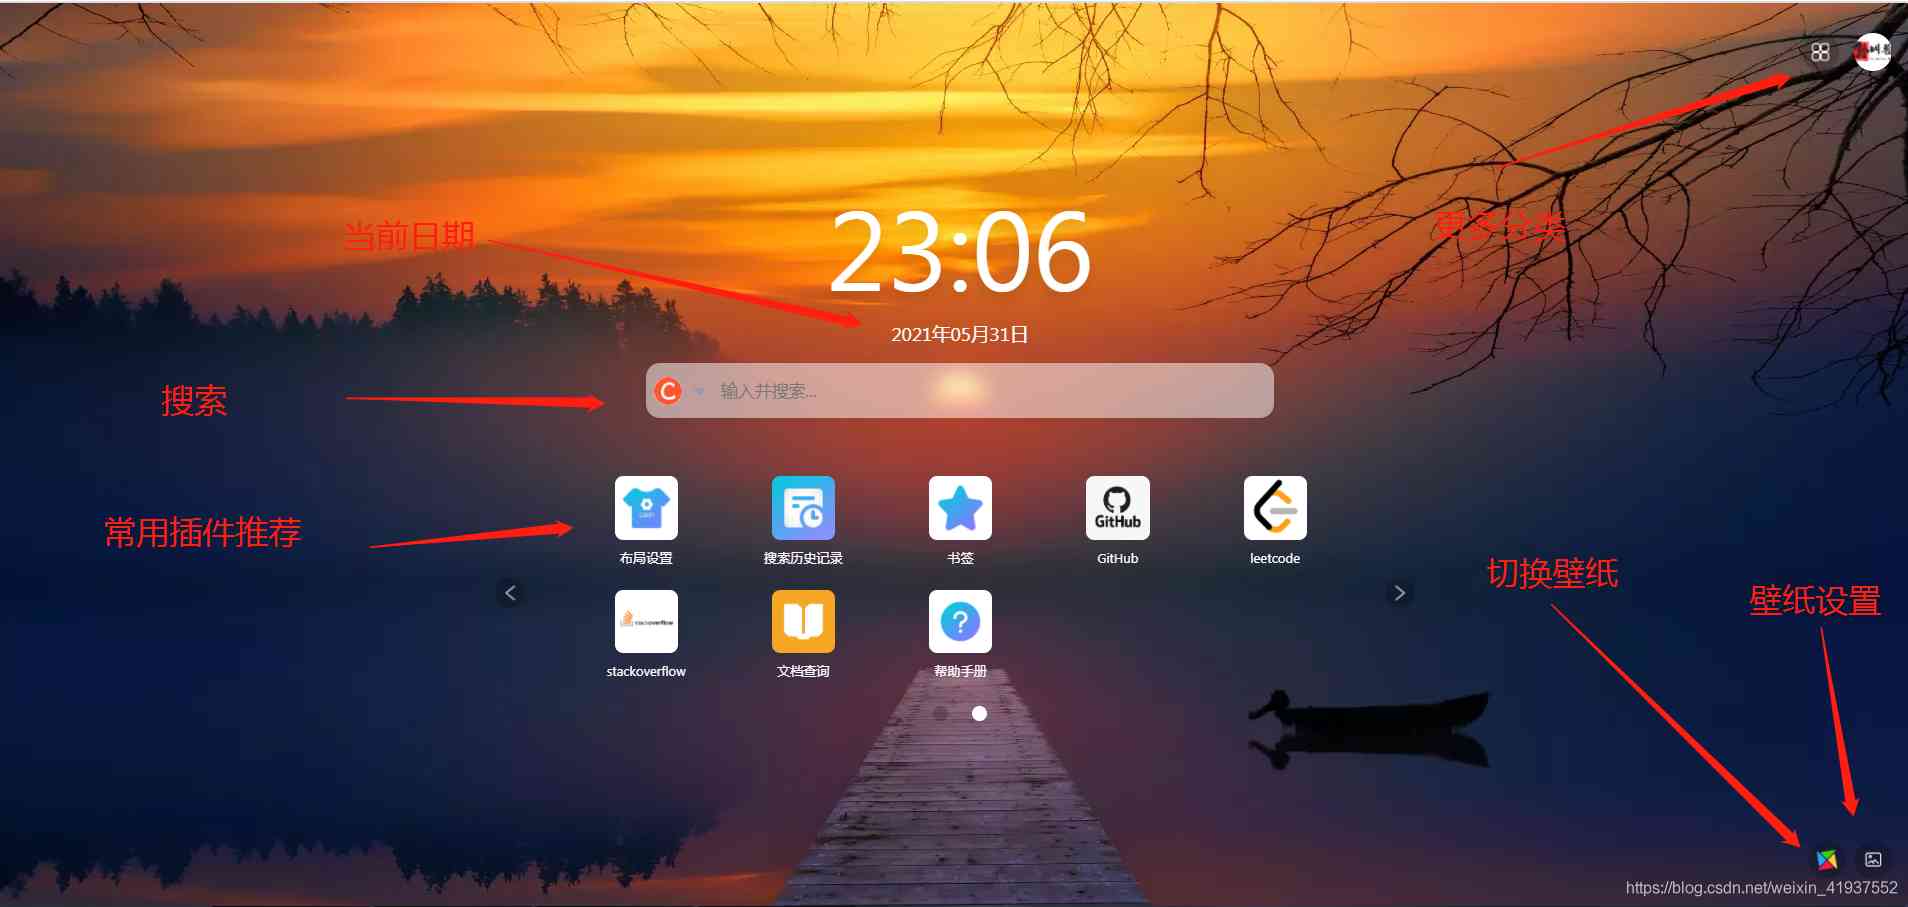 更多分类
23:06
当前日期
2021年05月31日
搜索
输入并搜索...
常用插件推荐
GitHub
布局设置
搜索历史记录
书签
GitHub
leetcode
切换壁纸
壁纸设置
stackoverflow
stackoverflow
文档查询
帮助手册
https://blog.csdn.net/weixin_41937552